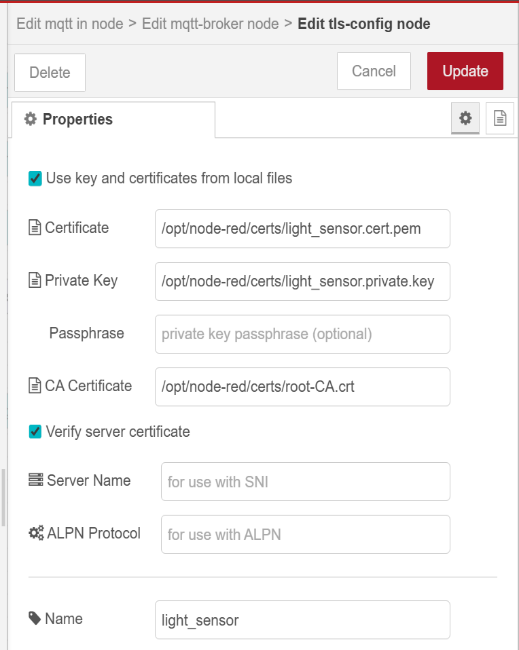 Edit mqtt in node > Edit mqtt-broker node > Edit tls-config node
Delete Cancel Update
Properties
Use key and certificates from local files
Certificate /opt/node-red/certs/light_sensor.cert.pem
Private Key /opt/node-red/certs/light_sensor.private.key
Passphrase private key passphrase (optional)
CA Certificate /opt/node-red/certs/root-CA.crt
Verify server certificate
Server Name for use with SNI
ALPN Protocol for use with ALPN
Name light_sensor